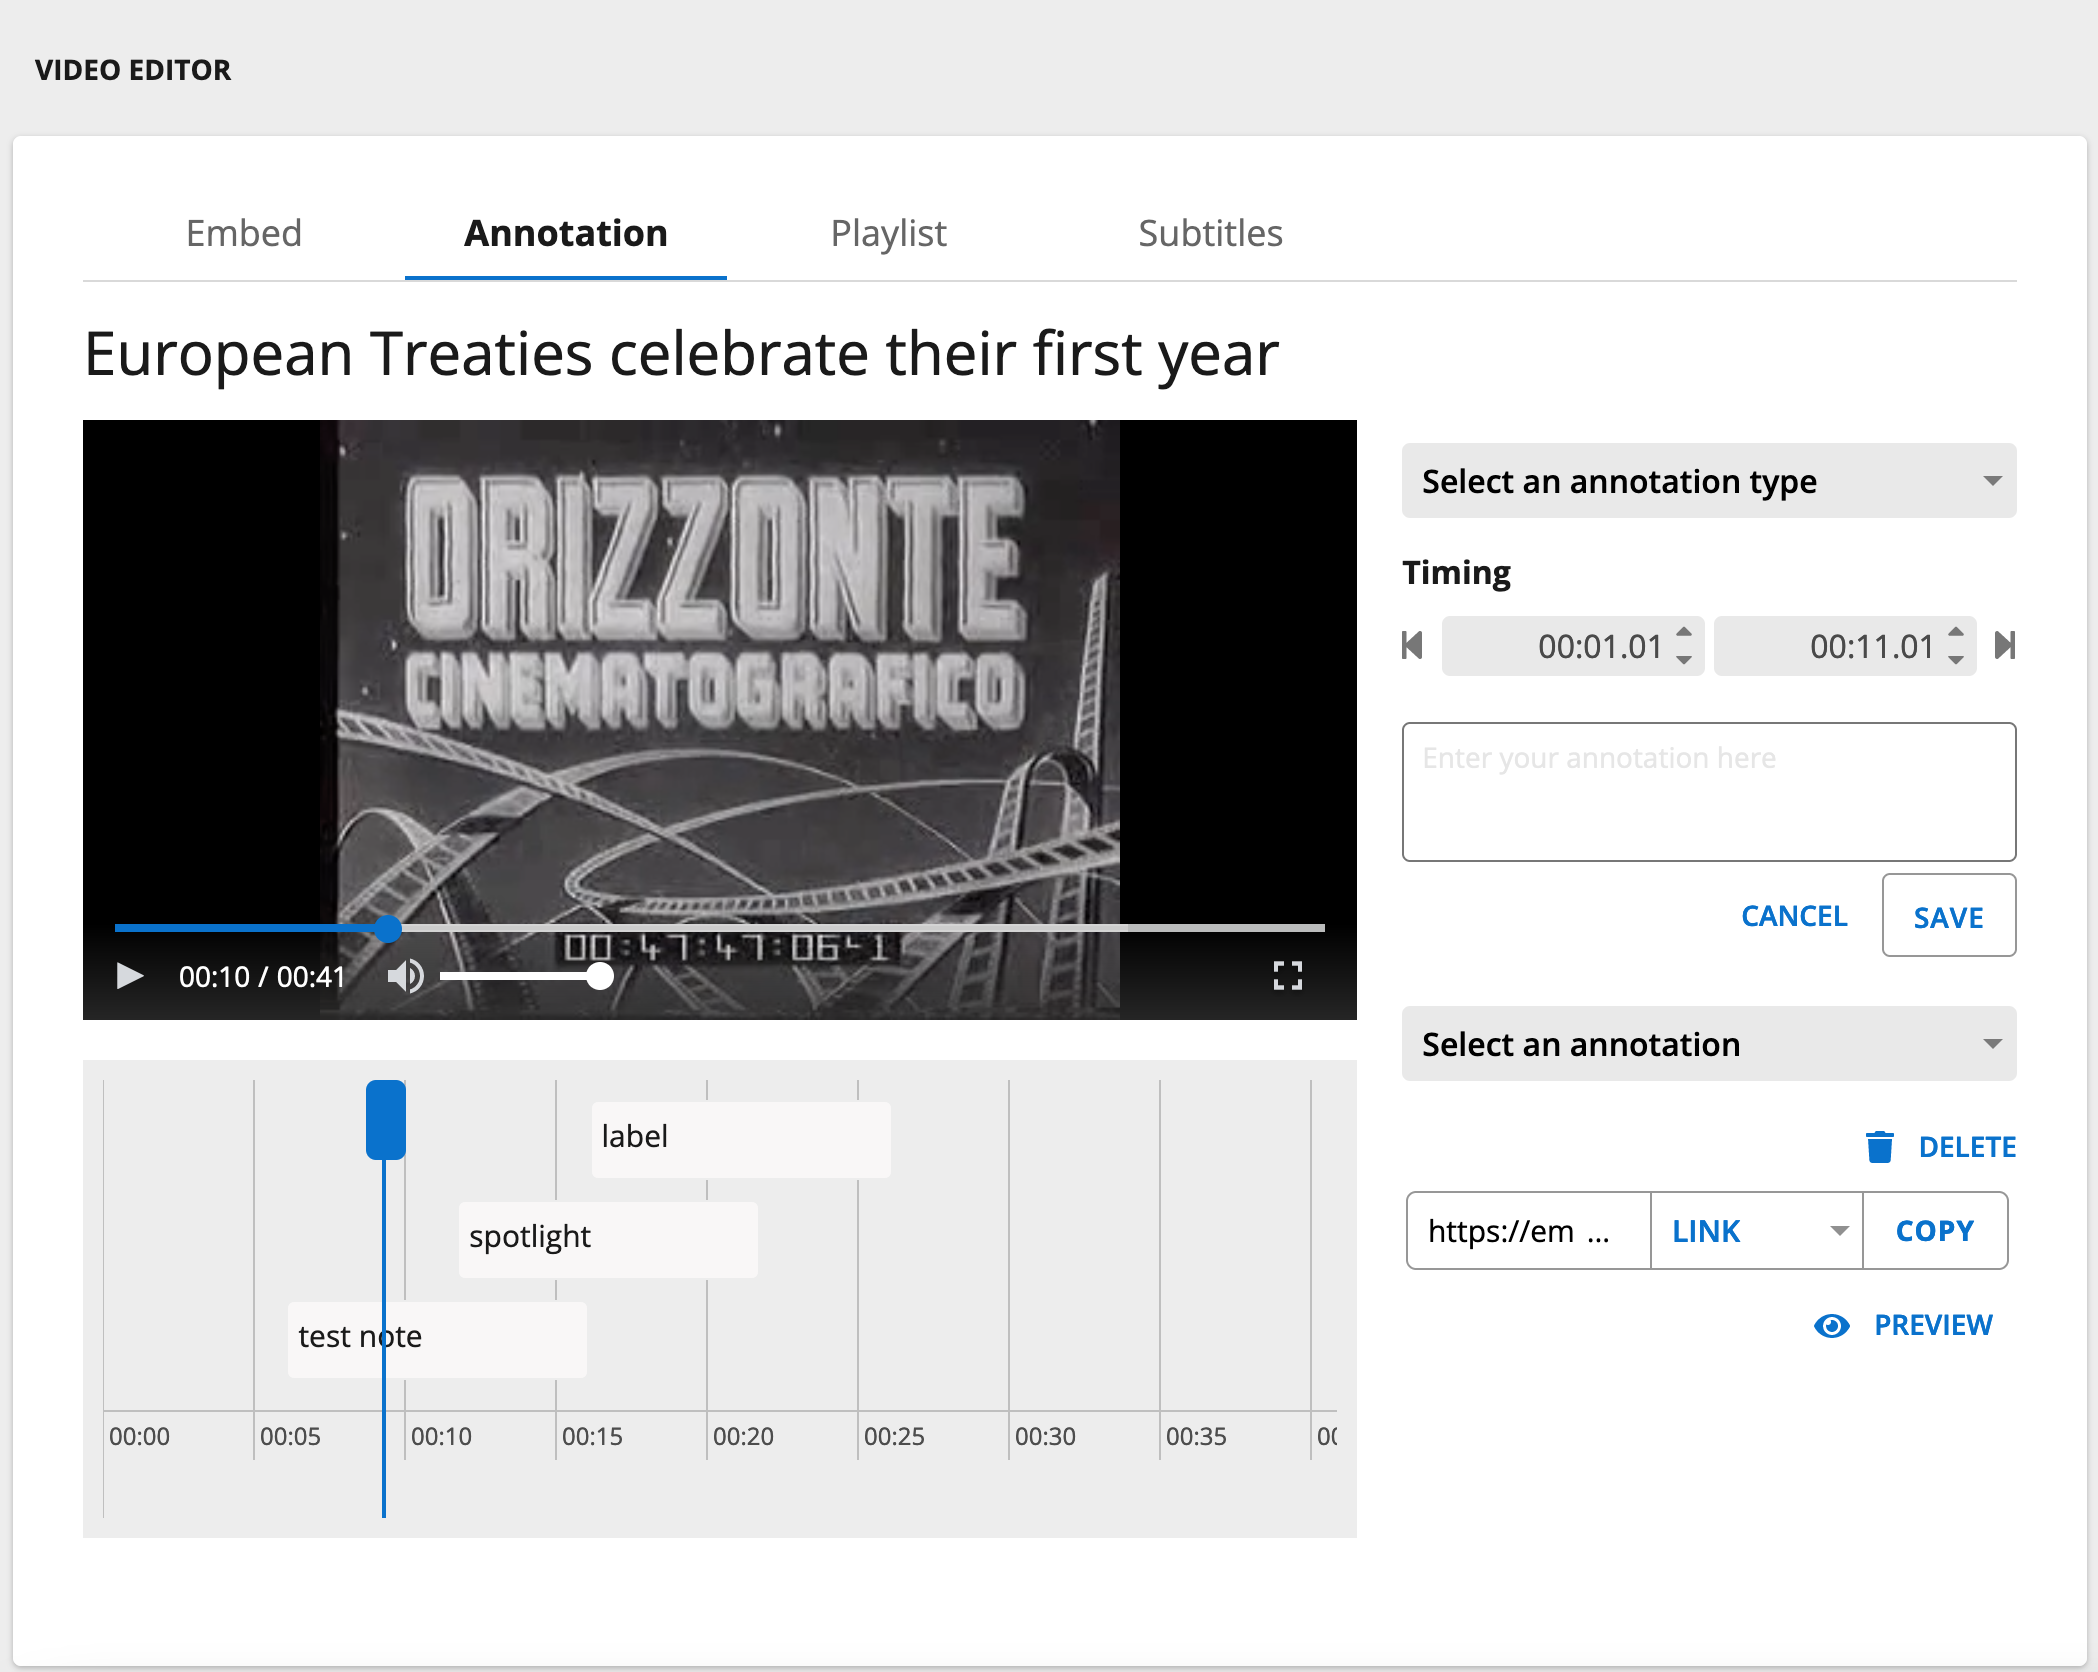 VIDEO EDITOR
Embed
Annotation
Playlist
Subtitles
European Treaties celebrate their first year
ORIZZONTE
CINEMATOGRAFICO
00:47:47:06-1
00:10 / 00:41
Select an annotation type
Timing
00:01.01
00:11.01
Enter your annotation here
CANCEL
SAVE
Select an annotation
DELETE
https://em ...
LINK
COPY
PREVIEW
label
spotlight
test note
00:00
00:05
00:10
00:15
00:20
00:25
00:30
00:35